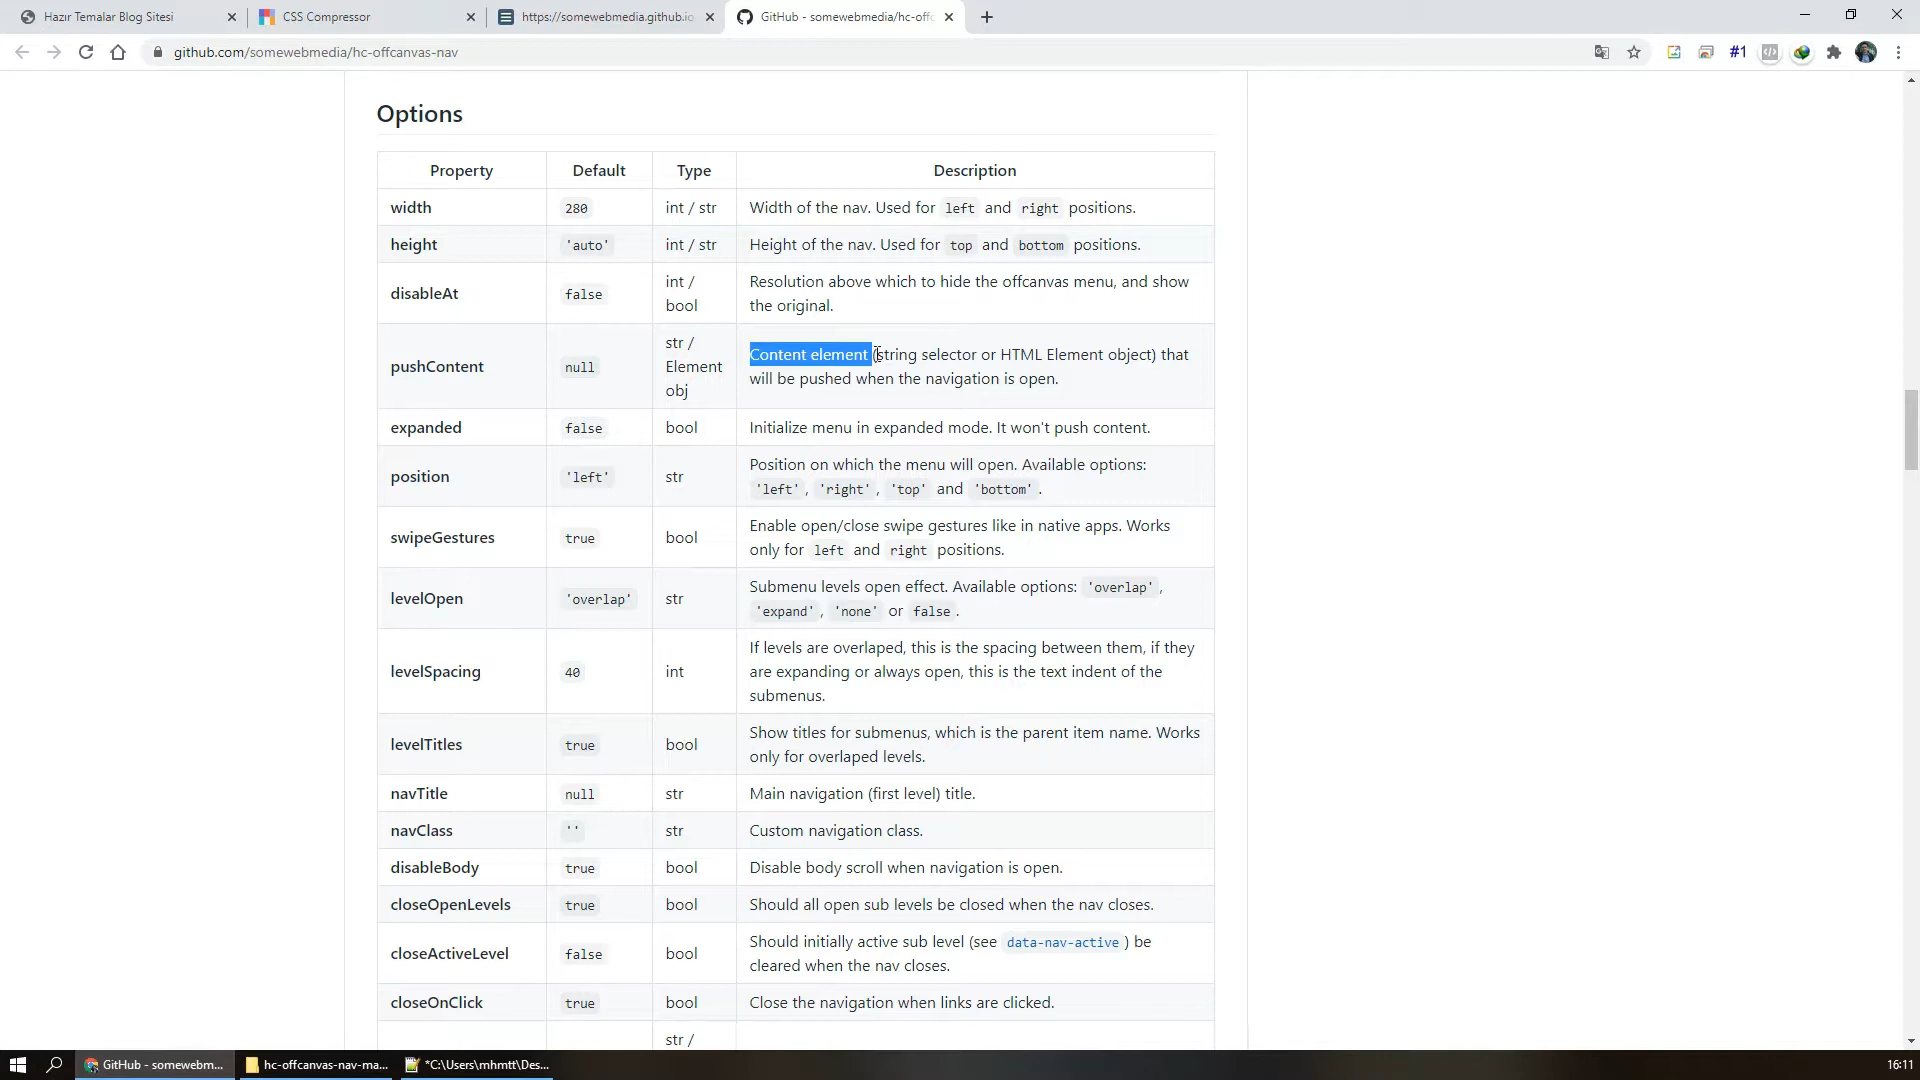 Hazır Temalar Blog Sitesi
CSS Compressor
https://somewebmedia.github.io
GitHub - somewebmedia/hc-offc
github.com/somewebmedia/hc-offcanvas-nav
#1
Options
Property Default Type Description
width 280 int / str Width of the nav. Used for left and right positions.
height 'auto' int / str Height of the nav. Used for top and bottom positions.
disableAt false int / bool Resolution above which to hide the offcanvas menu, and show
the original.
pushContent null str / Element obj Content element (string selector or HTML Element object) that
will be pushed when the navigation is open.
expanded false bool Initialize menu in expanded mode. It won't push content.
position 'left' str Position on which the menu will open. Available options:
'left', 'right', 'top' and 'bottom'.
swipeGestures true bool Enable open/close swipe gestures like in native apps. Works
only for left and right positions.
levelOpen 'overlap' str Submenu levels open effect. Available options: 'overlap',
'expand', 'none' or false.
levelSpacing 40 int If levels are overlaped, this is the spacing between them, if they
are expanding or always open, this is the text indent of the
submenus.
levelTitles true bool Show titles for submenus, which is the parent item name. Works
only for overlaped levels.
navTitle null str Main navigation (first level) title.
navClass '' str Custom navigation class.
disableBody true bool Disable body scroll when navigation is open.
closeOpenLevels true bool Should all open sub levels be closed when the nav closes.
closeActiveLevel false bool Should initially active sub level (see data-nav-active) be
cleared when the nav closes.
closeOnClick true bool Close the navigation when links are clicked.
str /
GitHub - somewebm...
hc-offcanvas-nav-ma...
*C:\Users\mhmtt\Des...
16:11